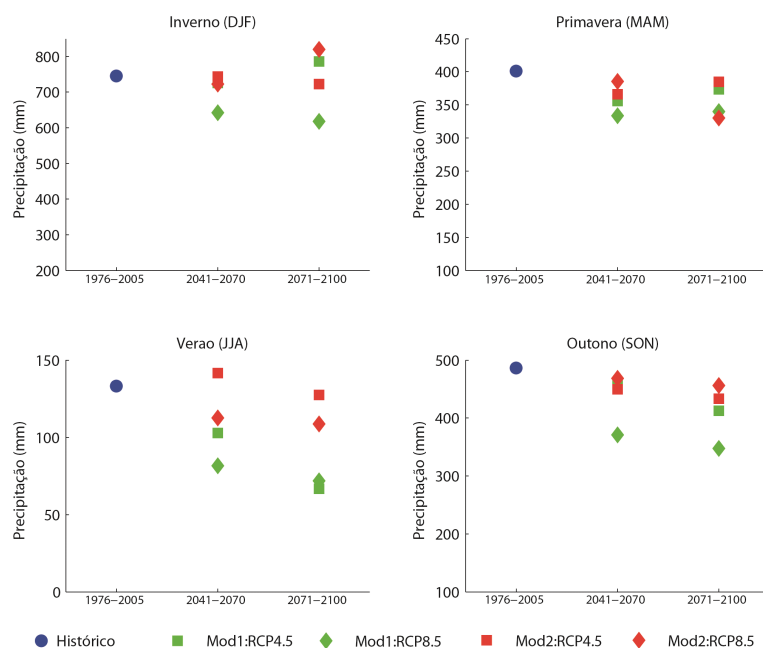 Inverno (DJF)
Precipitação (mm)
800
700
600
500
400
300
200
1976–2005
2041–2070
2071–2100
Primavera (MAM)
Precipitação (mm)
450
400
350
300
250
200
150
100
1976–2005
2041–2070
2071–2100
Verao (JJA)
Precipitação (mm)
150
100
50
0
1976–2005
2041–2070
2071–2100
Outono (SON)
Precipitação (mm)
500
400
300
200
100
1976–2005
2041–2070
2071–2100
Histórico
Mod1:RCP4.5
Mod1:RCP8.5
Mod2:RCP4.5
Mod2:RCP8.5